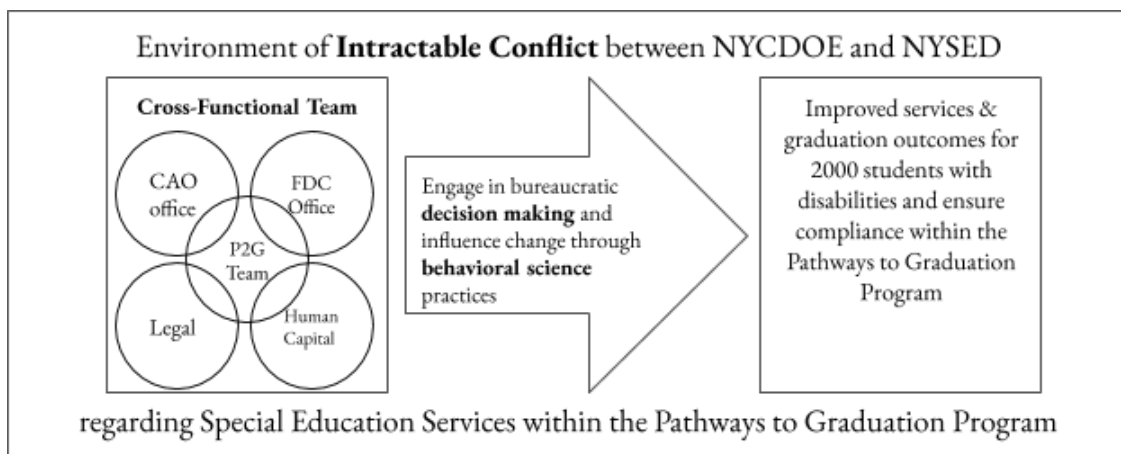 Environment of Intractable Conflict between NYCDOE and NYSED
Cross-Functional Team
CAO
office
FDC
Office
P2G
Team
Legal
Human
Capital
Engage in bureaucratic
decision making and
influence change through
behavioral science
practices
Improved services &
graduation outcomes for
2000 students with
disabilities and ensure
compliance within the
Pathways to Graduation
Program
regarding Special Education Services within the Pathways to Graduation Program